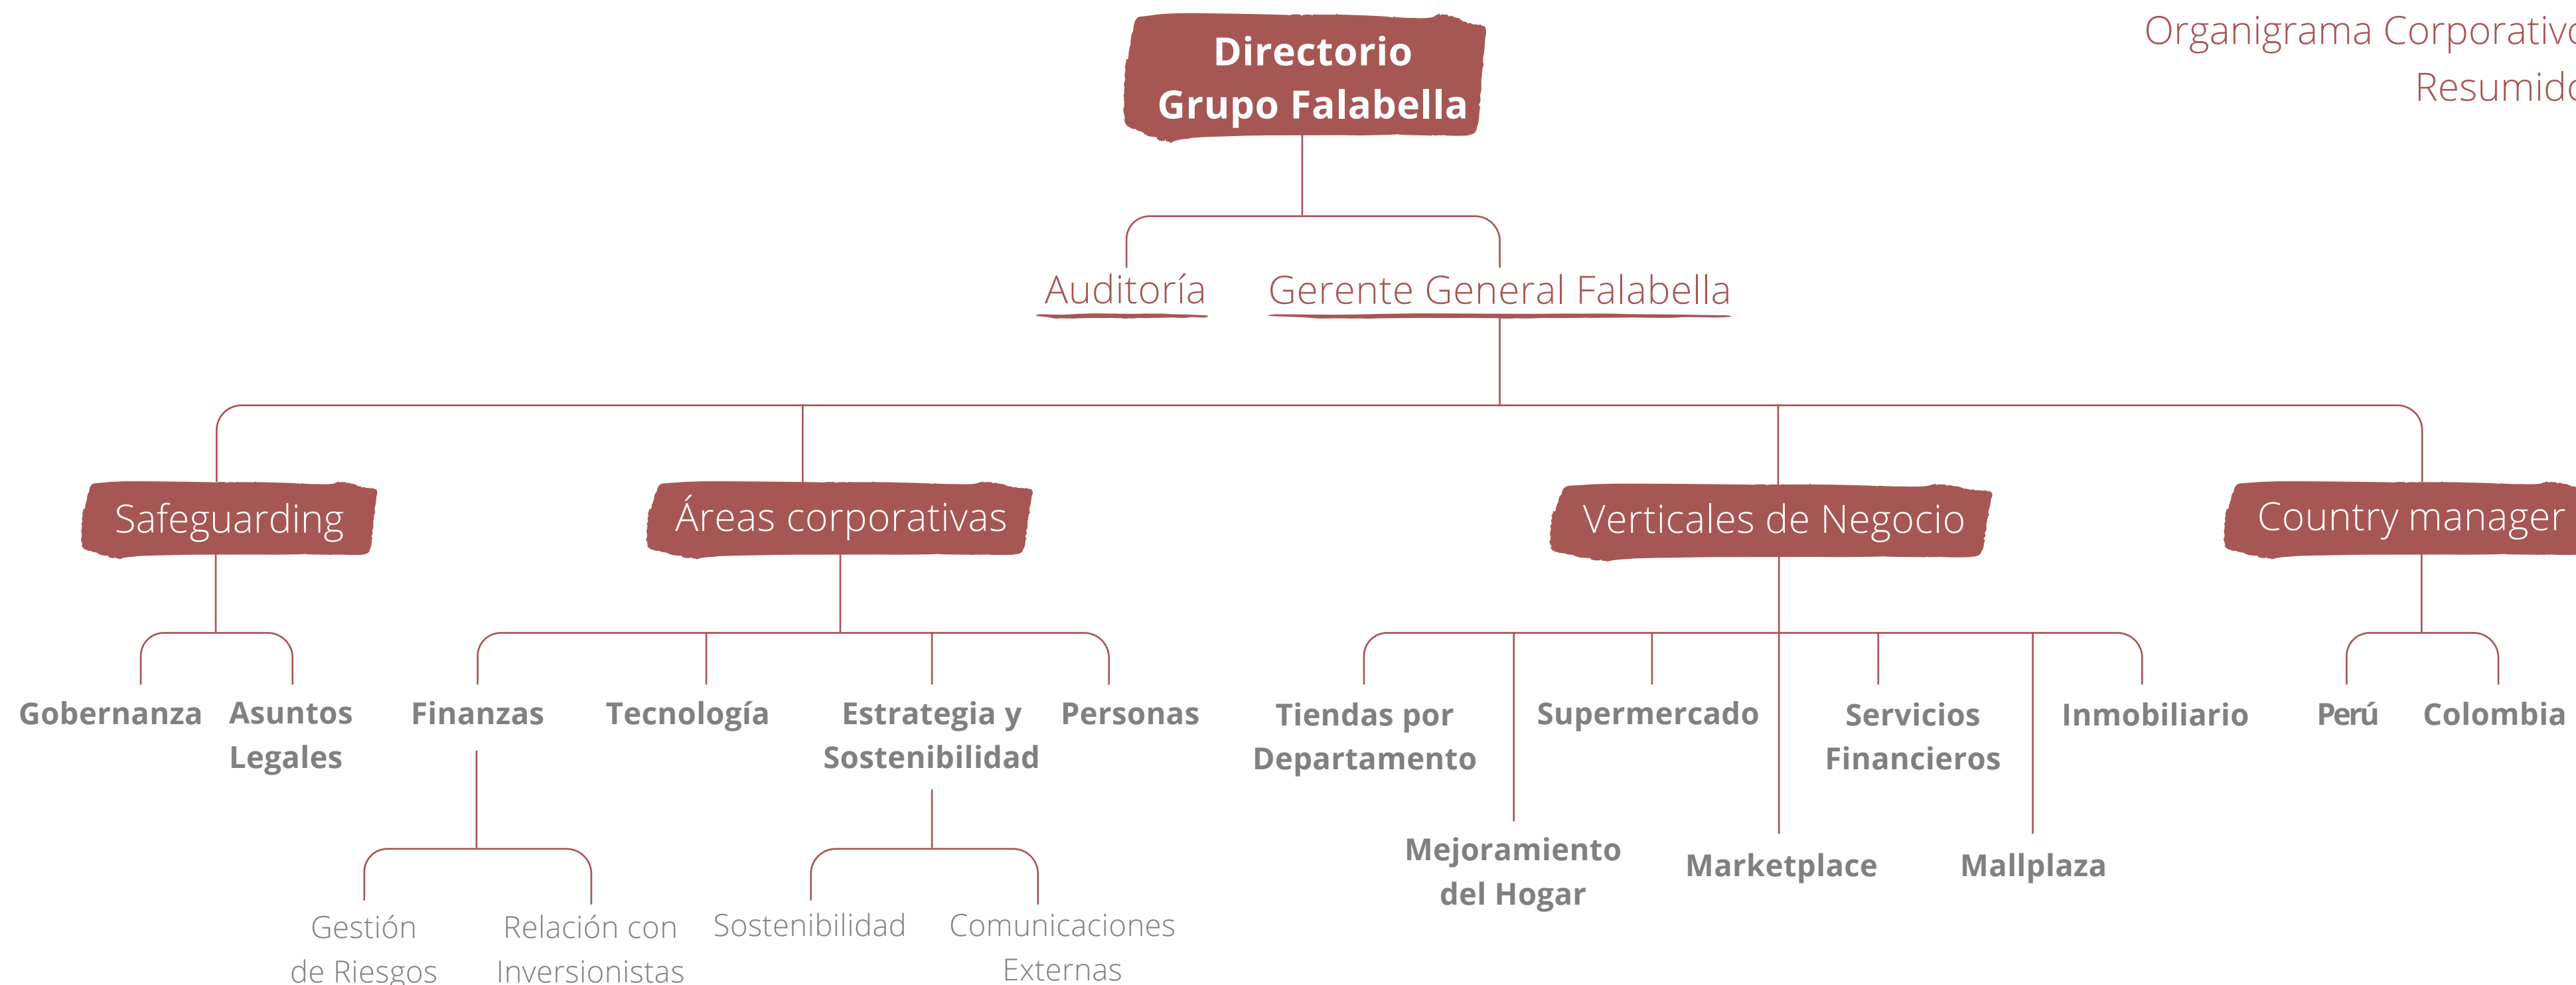 Organigrama Corporativo
Resumido
Directorio
Grupo Falabella
Auditoría
Gerente General Falabella
Safeguarding
Áreas corporativas
Verticales de Negocio
Country manager
Gobernanza
Asuntos
Legales
Finanzas
Tecnología
Estrategia y
Sostenibilidad
Personas
Tiendas por
Departamento
Supermercado
Servicios
Financieros
Inmobiliario
Perú
Colombia
Mejoramiento
del Hogar
Marketplace
Mallplaza
Gestión
de Riesgos
Relación con
Inversionistas
Sostenibilidad
Comunicaciones
Externas